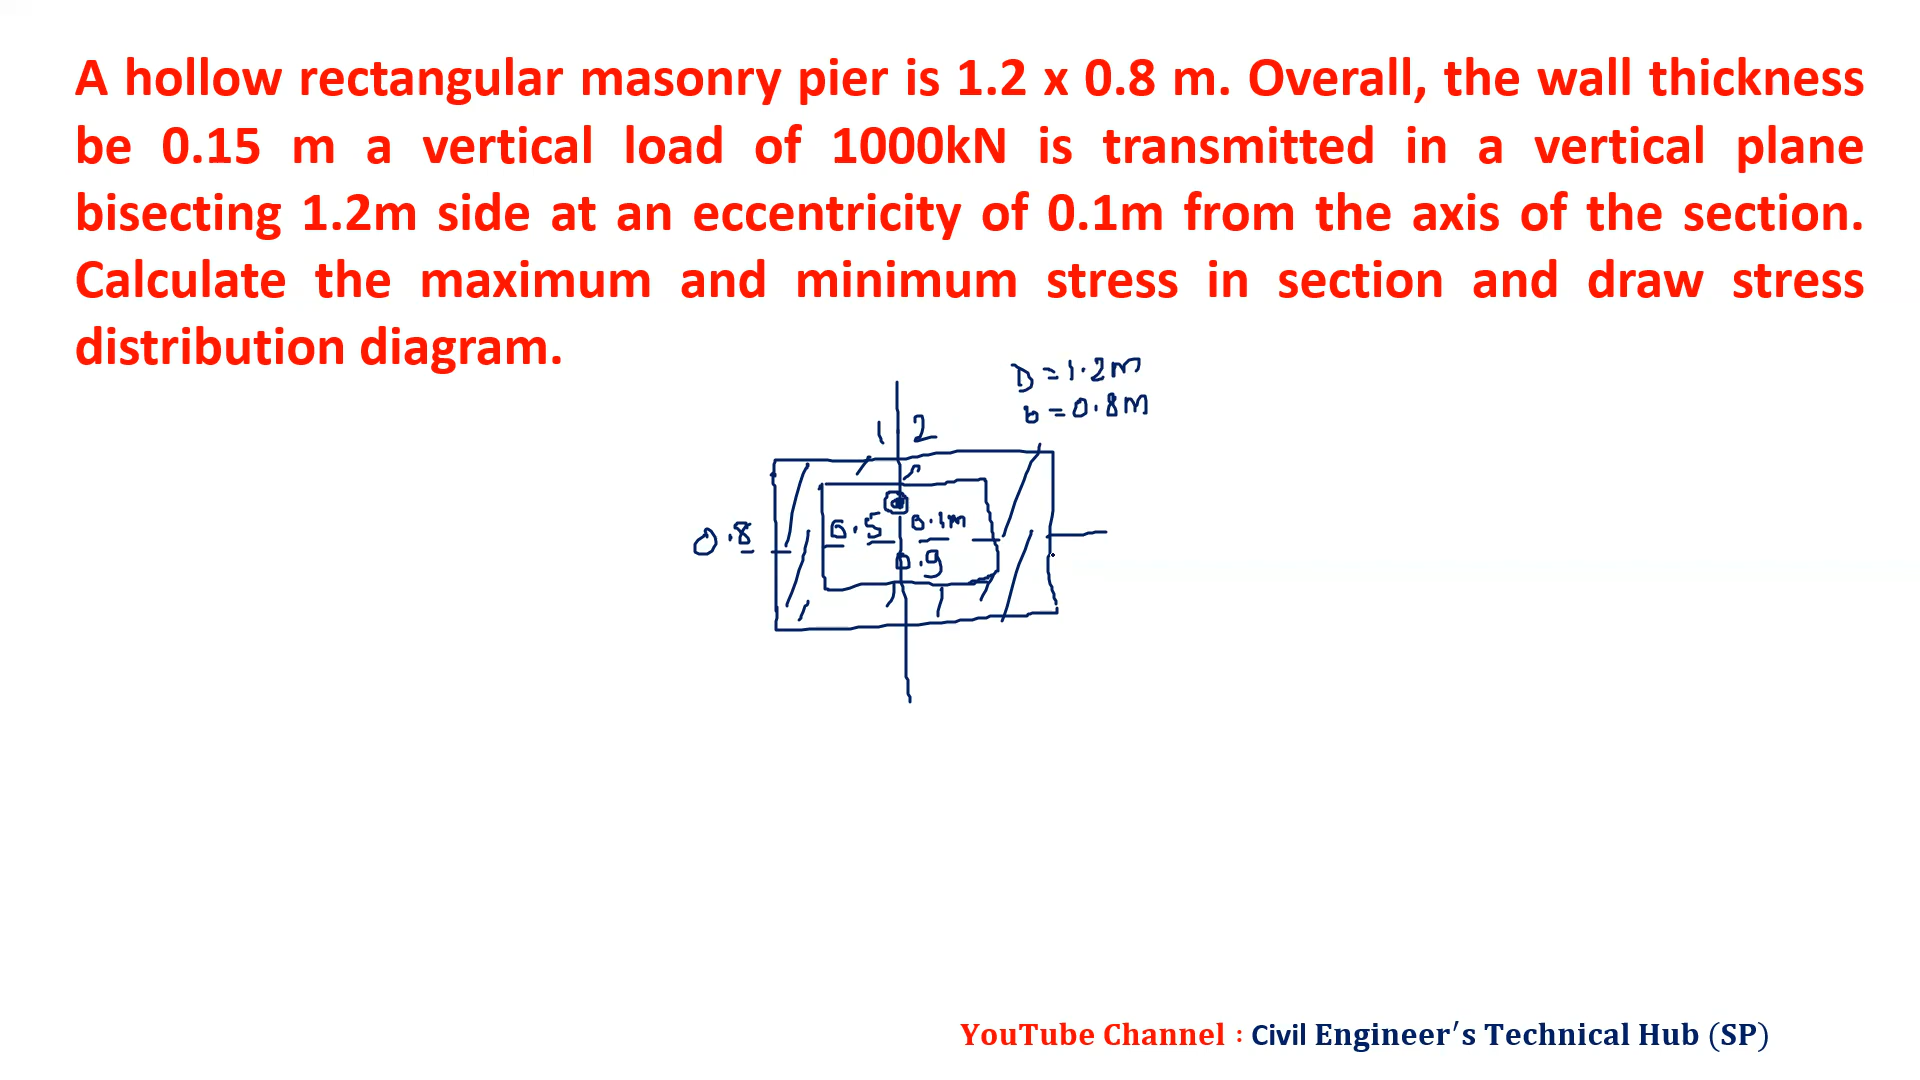 A hollow rectangular masonry pier is 1.2 x 0.8 m. Overall, the wall thickness
be 0.15 m a vertical load of 1000kN is transmitted in a vertical plane
bisecting 1.2m side at an eccentricity of 0.1m from the axis of the section.
Calculate the maximum and minimum stress in section and draw stress
distribution diagram.
D = 1.2m
b = 0.8m
1 2
0.8
0.5 0.1m
0.9
YouTube Channel : Civil Engineer's Technical Hub (SP)